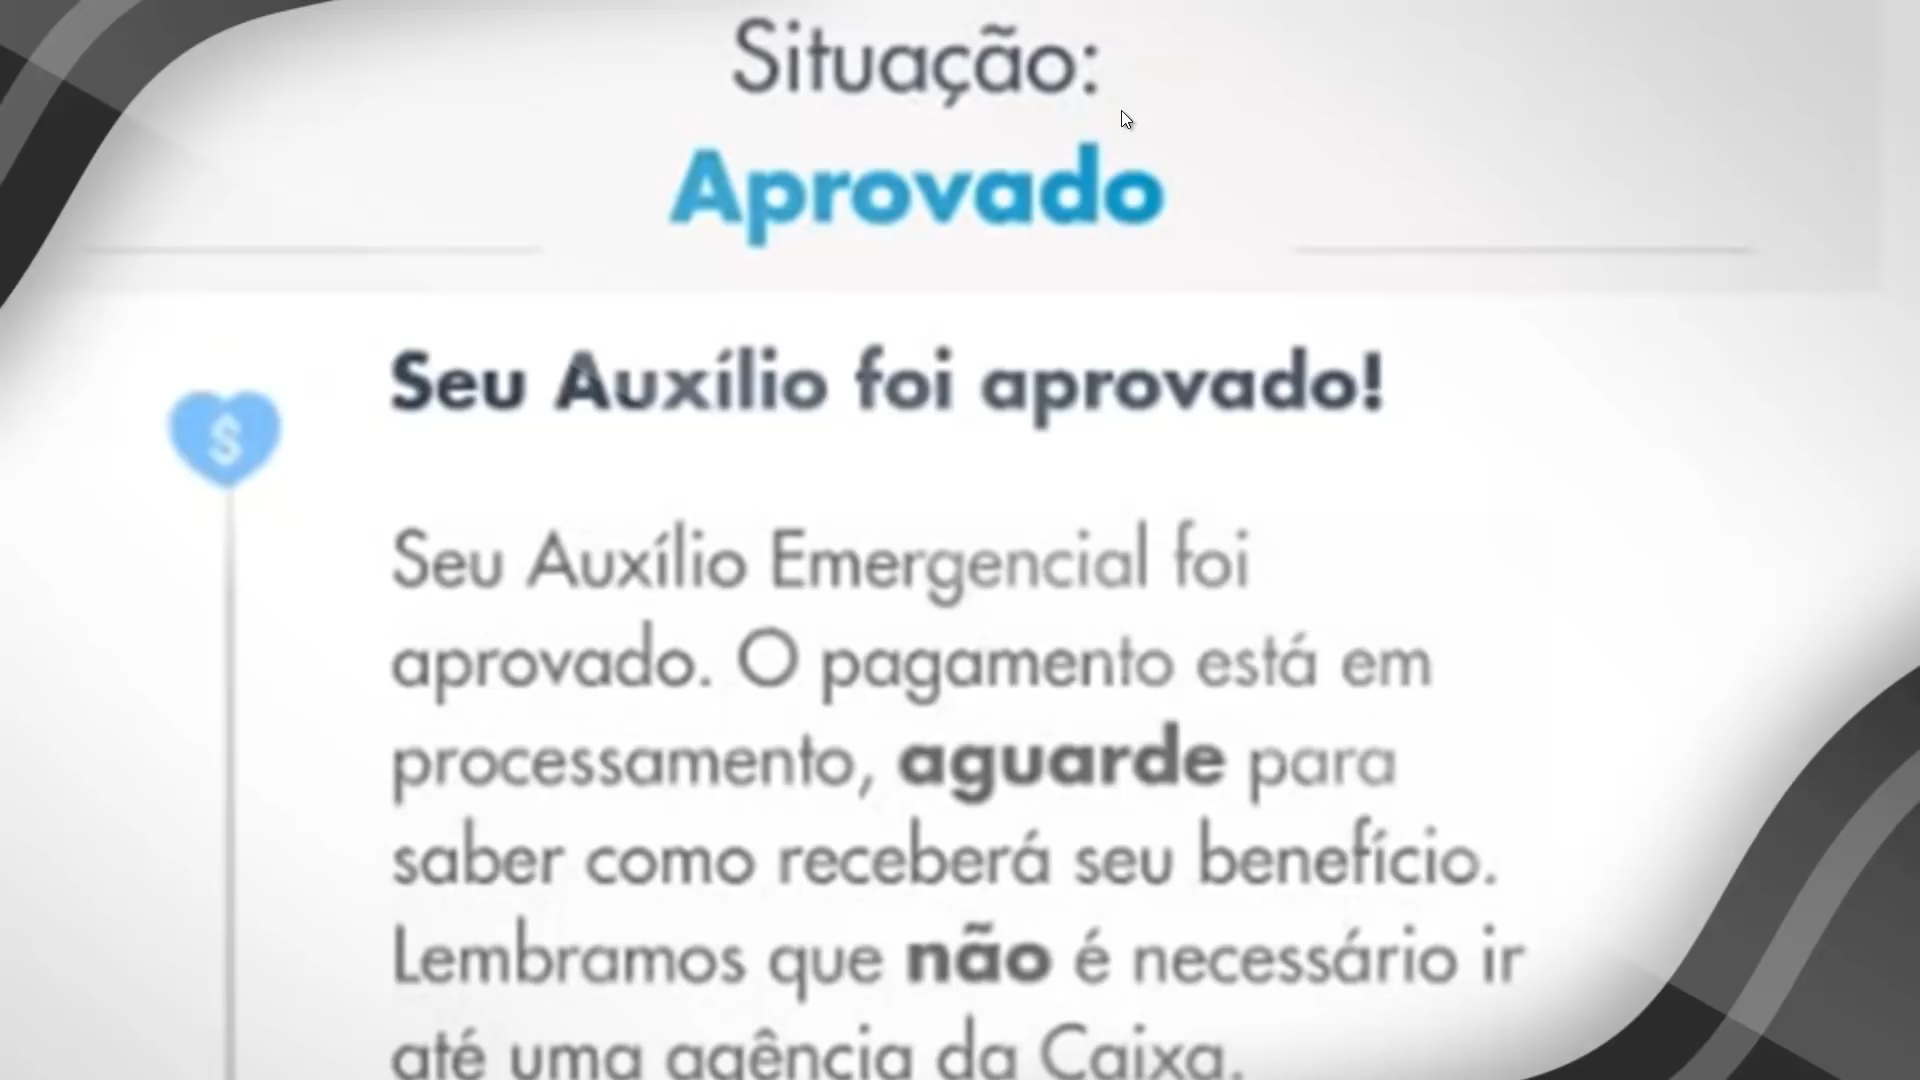 Situação:
Aprovado
Seu Auxílio foi aprovado!
$
Seu Auxílio Emergencial foi
aprovado. O pagamento está em
processamento, aguarde para
saber como receberá seu benefício.
Lembramos que não é necessário ir
até uma agência da Caixa.